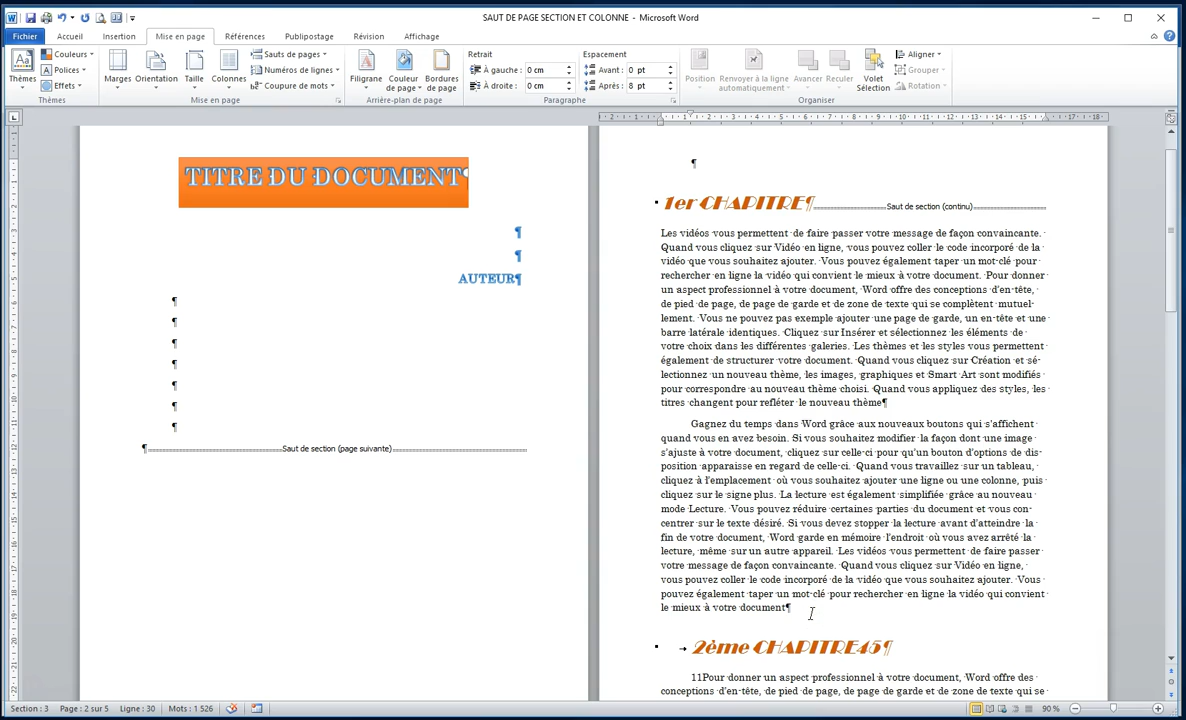 SAUT DE PAGE SECTION ET COLONNE - Microsoft Word
Fichier Accueil Insertion Mise en page Références Publipostage Révision Affichage
Couleurs Sauts de pages Retrait Espacement Aligner
Polices Numéros de lignes À gauche : 0 cm Avant : 0 pt Grouper
Effets Coupure de mots À droite : 0 cm Après : 8 pt Rotation
Thèmes Marges Orientation Taille Colonnes Filigrane Couleur de page Bordures de page Position Renvoyer à la ligne automatiquement Avancer Reculer Volet Sélection
Thèmes Mise en page Arrière-plan de page Paragraphe Organiser
TITRE DU DOCUMENT¶
¶
¶
AUTEUR¶
¶
¶
¶
¶
¶
¶
¶
¶ Saut de section (page suivante)
¶
1er CHAPITRE¶ Saut de section (continu)
Les vidéos vous permettent de faire passer votre message de façon convaincante.
Quand vous cliquez sur Vidéo en ligne, vous pouvez coller le code incorporé de la
vidéo que vous souhaitez ajouter. Vous pouvez également taper un mot-clé pour
rechercher en ligne la vidéo qui convient le mieux à votre document. Pour donner
un aspect professionnel à votre document, Word offre des conceptions d'en-tête,
de pied de page, de page de garde et de zone de texte qui se complètent mutuel-
lement. Vous ne pouvez pas exemple ajouter une page de garde, un en-tête et une
barre latérale identiques. Cliquez sur Insérer et sélectionnez les éléments de
votre choix dans les différentes galeries. Les thèmes et les styles vous permettent
également de structurer votre document. Quand vous cliquez sur Création et sé-
lectionnez un nouveau thème, les images, graphiques et Smart Art sont modifiés
pour correspondre au nouveau thème choisi. Quand vous appliquez des styles, les
titres changent pour refléter le nouveau thème¶
Gagnez du temps dans Word grâce aux nouveaux boutons qui s'affichent
quand vous en avez besoin. Si vous souhaitez modifier la façon dont une image
s'ajuste à votre document, cliquez sur celle-ci pour qu'un bouton d'options de dis-
position apparaisse en regard de celle-ci. Quand vous travaillez sur un tableau,
cliquez à l'emplacement où vous souhaitez ajouter une ligne ou une colonne, puis
cliquez sur le signe plus. La lecture est également simplifiée grâce au nouveau
mode Lecture. Vous pouvez réduire certaines parties du document et vous con-
centrer sur le texte désiré. Si vous devez stopper la lecture avant d'atteindre la
fin de votre document, Word garde en mémoire l'endroit où vous avez arrêté la
lecture, même sur un autre appareil. Les vidéos vous permettent de faire passer
votre message de façon convaincante. Quand vous cliquez sur Vidéo en ligne,
vous pouvez coller le code incorporé de la vidéo que vous souhaitez ajouter. Vous
pouvez également taper un mot-clé pour rechercher en ligne la vidéo qui convient
le mieux à votre document¶
→ 2ème CHAPITRE45¶
11Pour donner un aspect professionnel à votre document, Word offre des
conceptions d'en-tête, de pied de page, de page de garde et de zone de texte qui se
Section : 3 Page : 2 sur 5 Ligne : 30 Mots : 1 526 90 %